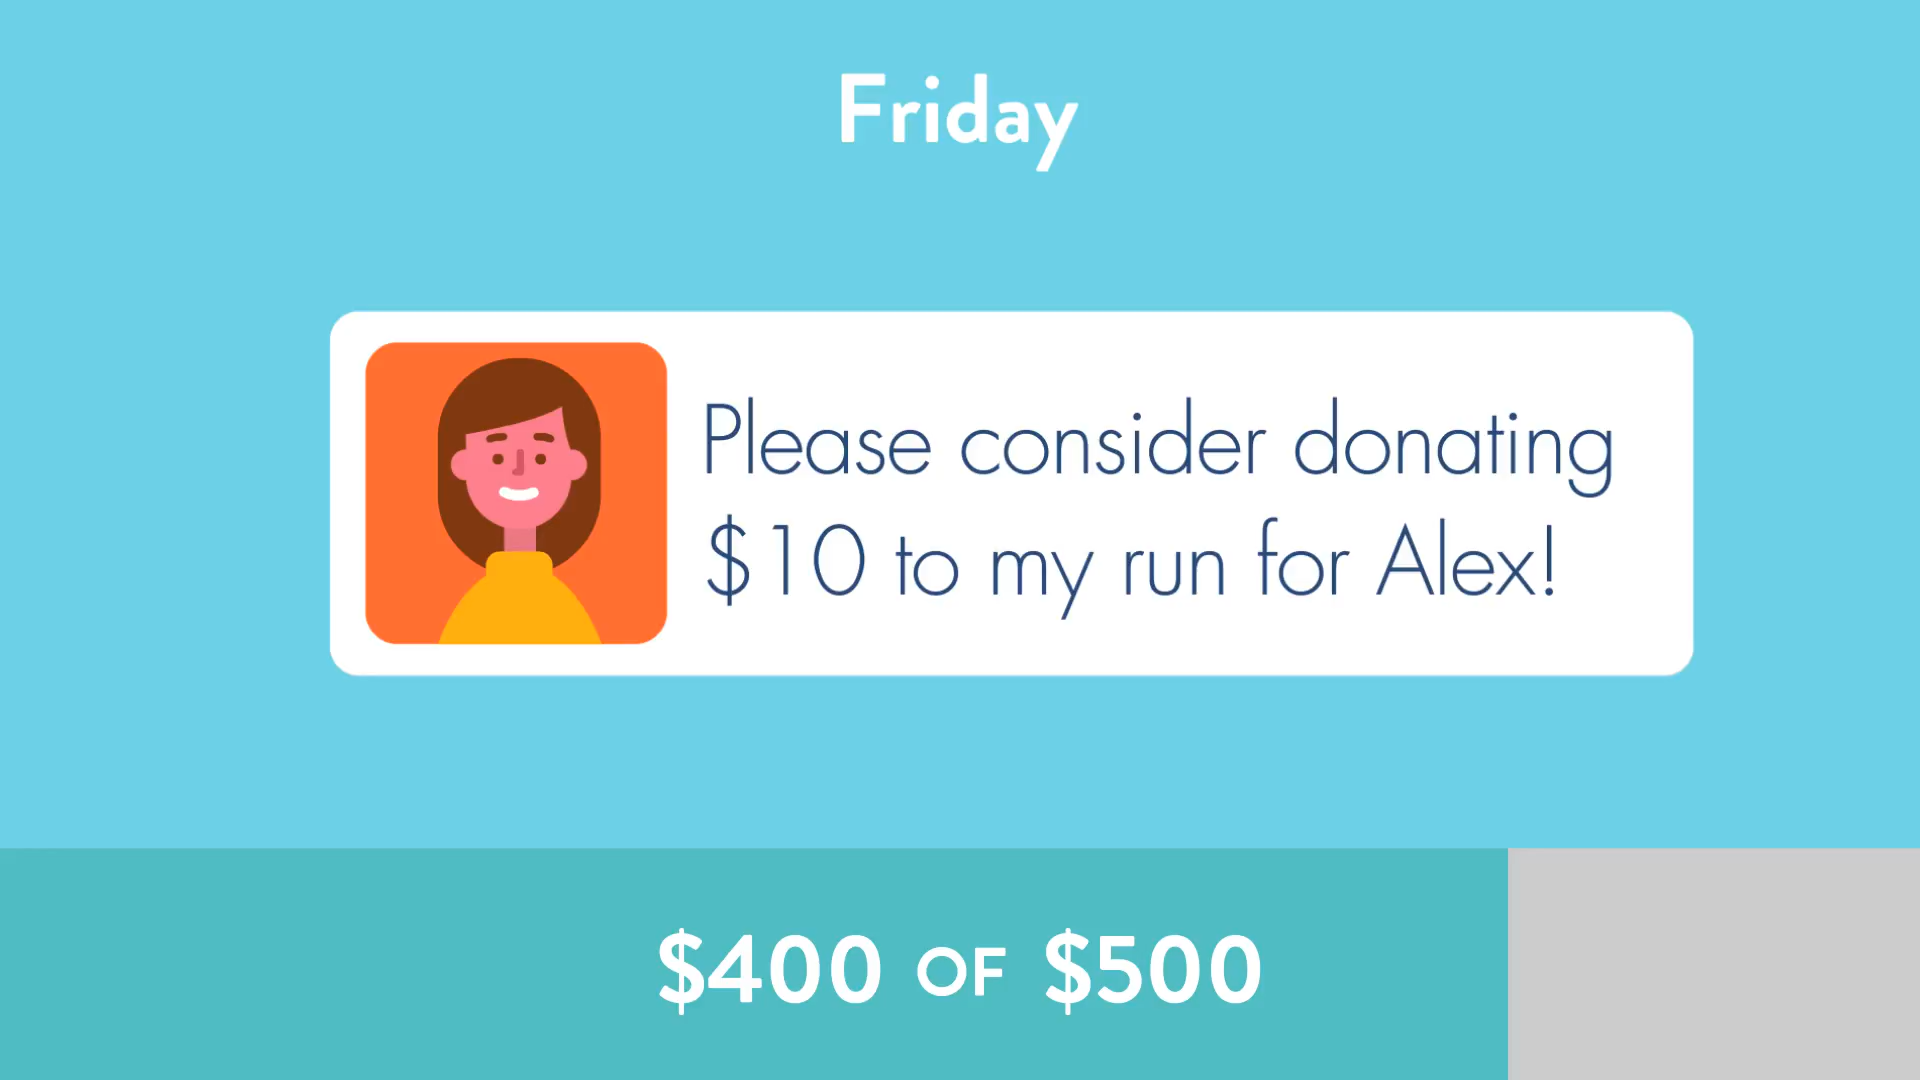 Friday
Please consider donating
$10 to my run for Alex!
$400 OF $500